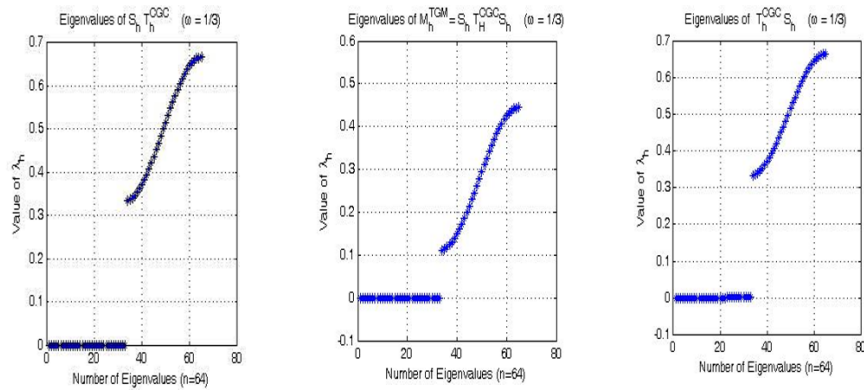 Eigenvalues of S_h T_h^CGC (ω = 1/3)
0.7
0.6
0.5
0.4
0.3
0.2
0.1
0
Value of λ_h
0 20 40 60 80
Number of Eigenvalues (n=64)
Eigenvalues of M_h^TGM = S_h T_H^CGC S_h (ω = 1/3)
0.6
0.5
0.4
0.3
0.2
0.1
0
-0.1
Value of λ_h
0 20 40 60 80
Number of Eigenvalues (n=64)
Eigenvalues of T_h^CGC S_h (ω = 1/3)
0.7
0.6
0.5
0.4
0.3
0.2
0.1
0
-0.1
Value of λ_h
0 20 40 60 80
Number of Eigenvalues (n=64)